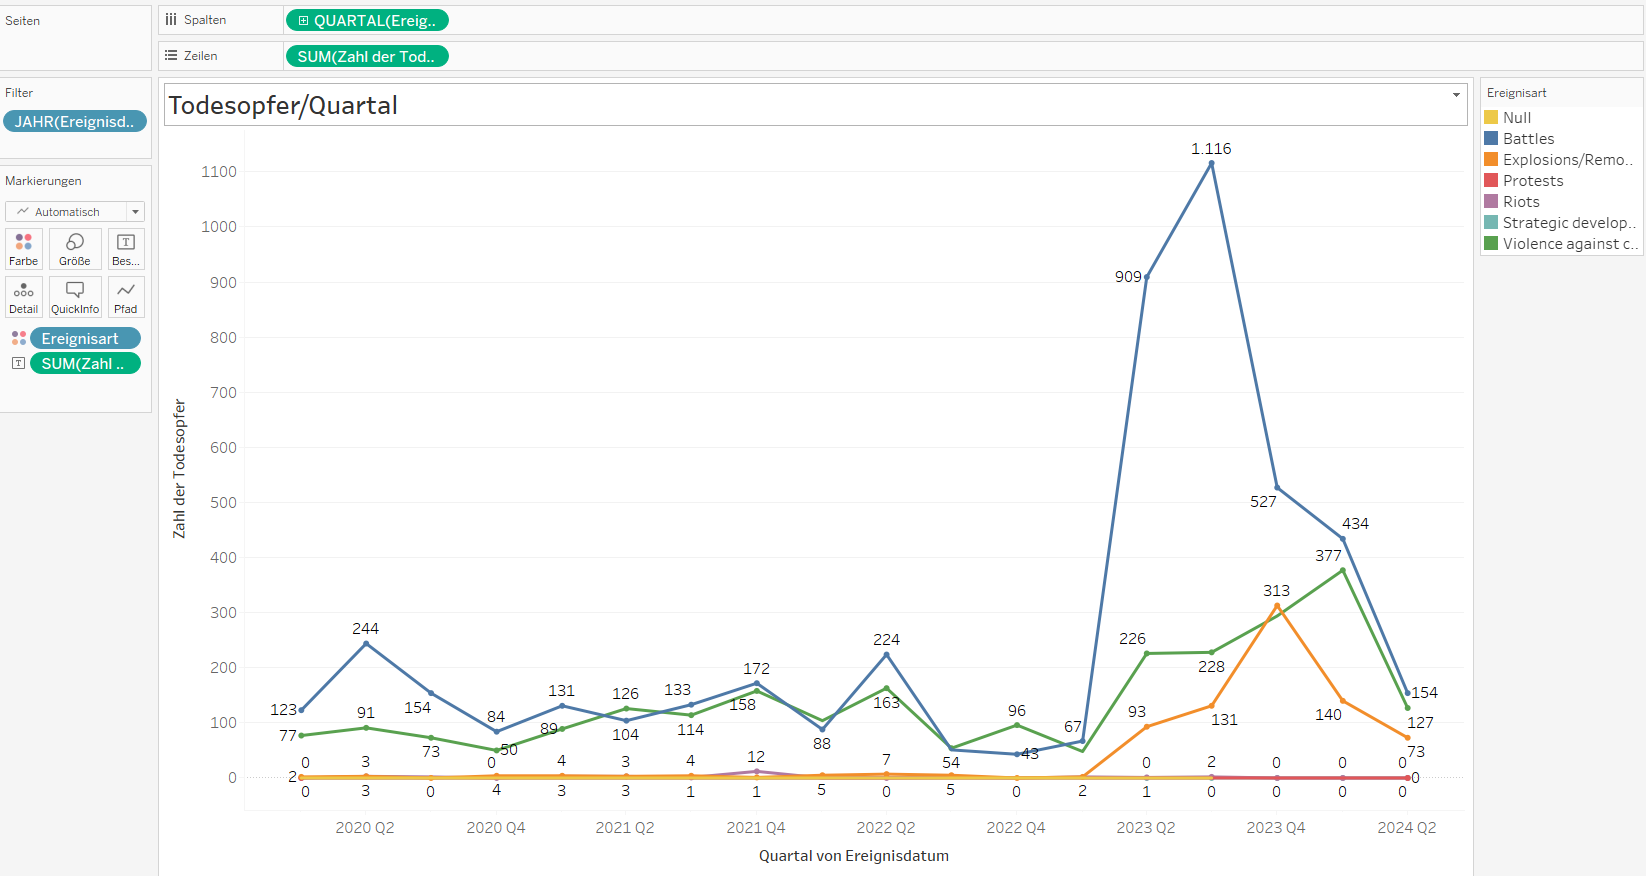 Seiten
Spalten
QUARTAL(Ereig..
Zeilen
SUM(Zahl der Tod..
Filter
JAHR(Ereignisd..
Markierungen
Automatisch
Farbe
Größe
T
Bes...
Detail
QuickInfo
Pfad
Ereignisart
T
SUM(Zahl ..
Todesopfer/Quartal
Zahl der Todesopfer
1100
1000
900
800
700
600
500
400
300
200
100
0
1.116
909
527
434
377
313
244
131
172
224
226
228
133
126
123
154
84
91
77
73
50
89
104
114
158
88
163
54
96
43
67
93
131
140
154
127
73
0
3
0
4
3
4
12
7
0
2
0
0
0
2
0
0
3
0
4
3
3
1
1
5
0
5
0
2
1
0
0
0
0
2020 Q2
2020 Q4
2021 Q2
2021 Q4
2022 Q2
2022 Q4
2023 Q2
2023 Q4
2024 Q2
Quartal von Ereignisdatum
Ereignisart
Null
Battles
Explosions/Remo..
Protests
Riots
Strategic develop..
Violence against c..